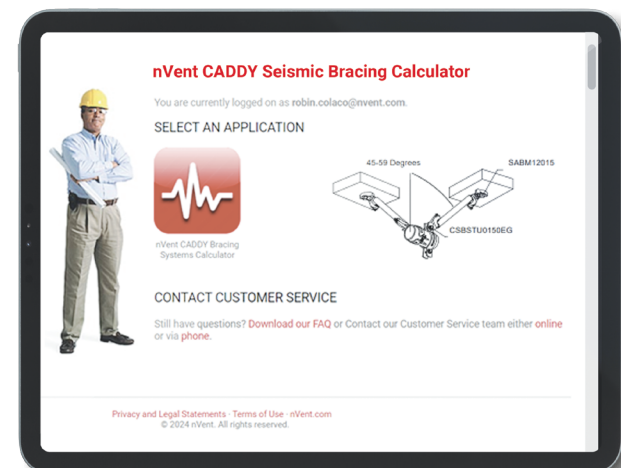 nVent CADDY Seismic Bracing Calculator
You are currently logged on as robin.colaco@nvent.com.
SELECT AN APPLICATION
45-59 Degrees
SABM12015
CSBSTU0150EG
nVent CADDY Bracing
Systems Calculator
CONTACT CUSTOMER SERVICE
Still have questions? Download our FAQ or Contact our Customer Service team either online
or via phone.
Privacy and Legal Statements · Terms of Use · nVent.com
© 2024 nVent. All rights reserved.